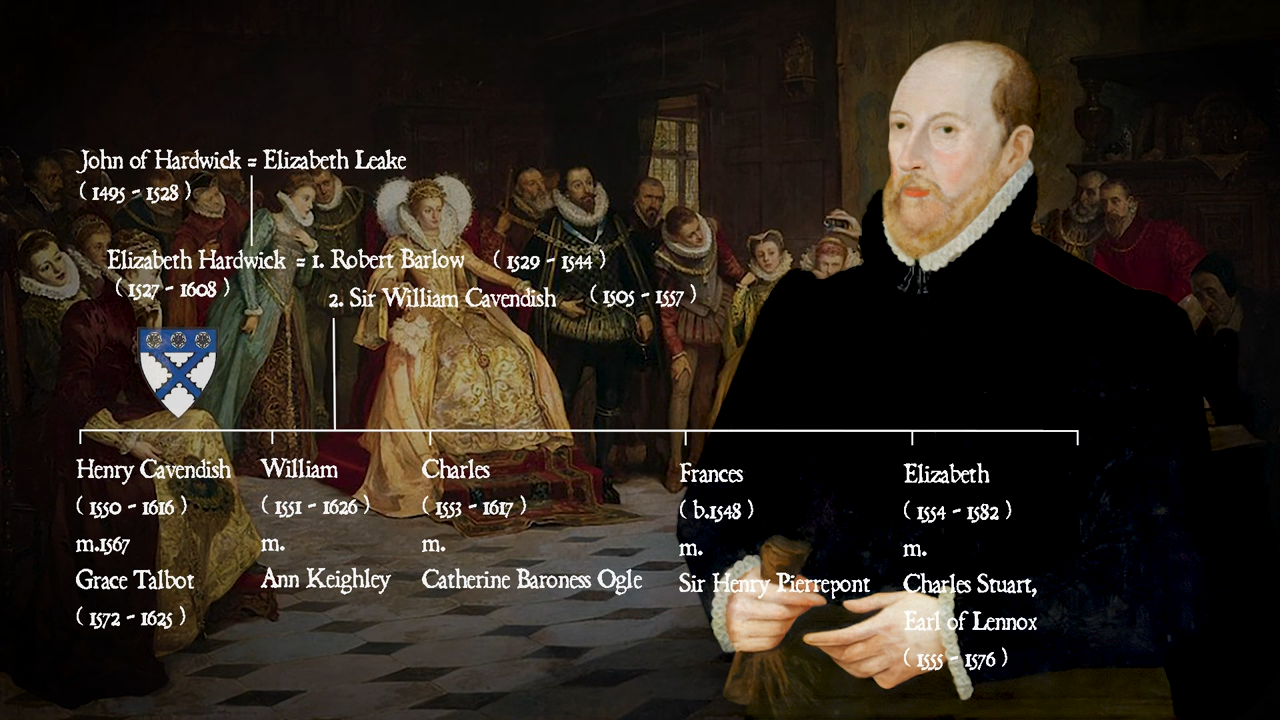 John of Hardwick = Elizabeth Leake
( 1495 - 1528 )
Elizabeth Hardwick = 1. Robert Barlow ( 1529 - 1544 )
( 1527 - 1608 )
2. Sir William Cavendish ( 1505 - 1557 )
Henry Cavendish
( 1550 - 1616 )
m.1567
Grace Talbot
( 1572 - 1625 )
William
( 1551 - 1626 )
m.
Ann Keighley
Charles
( 1553 - 1617 )
m.
Catherine Baroness Ogle
Frances
( b.1548 )
m.
Sir Henry Pierrepont
Elizabeth
( 1554 - 1582 )
m.
Charles Stuart,
Earl of Lennox
( 1555 - 1576 )